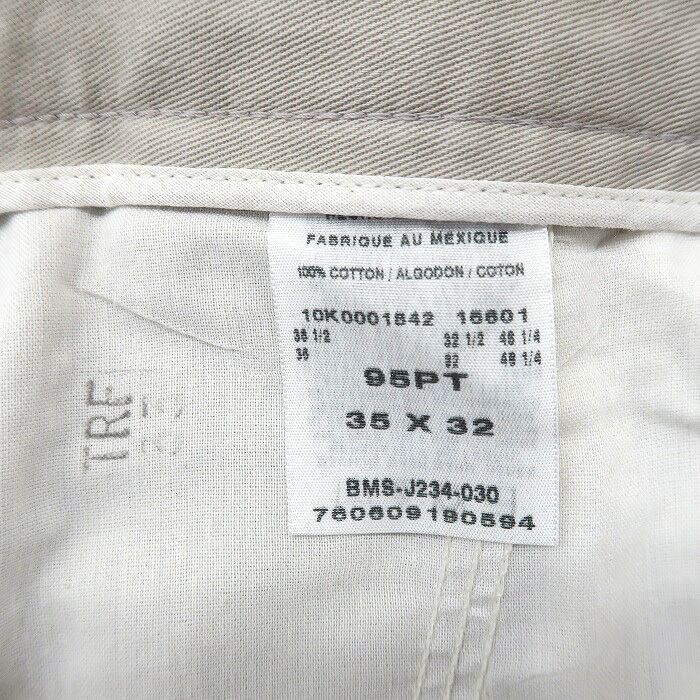 FABRIQUE AU MEXIQUE
100% COTTON / ALGODON / COTON
10K0001842 15601
36 1/2 32 1/2 46 1/4
36 32 46 1/4
95PT
35 X 32
BMS-J234-030
760609190594
TRF